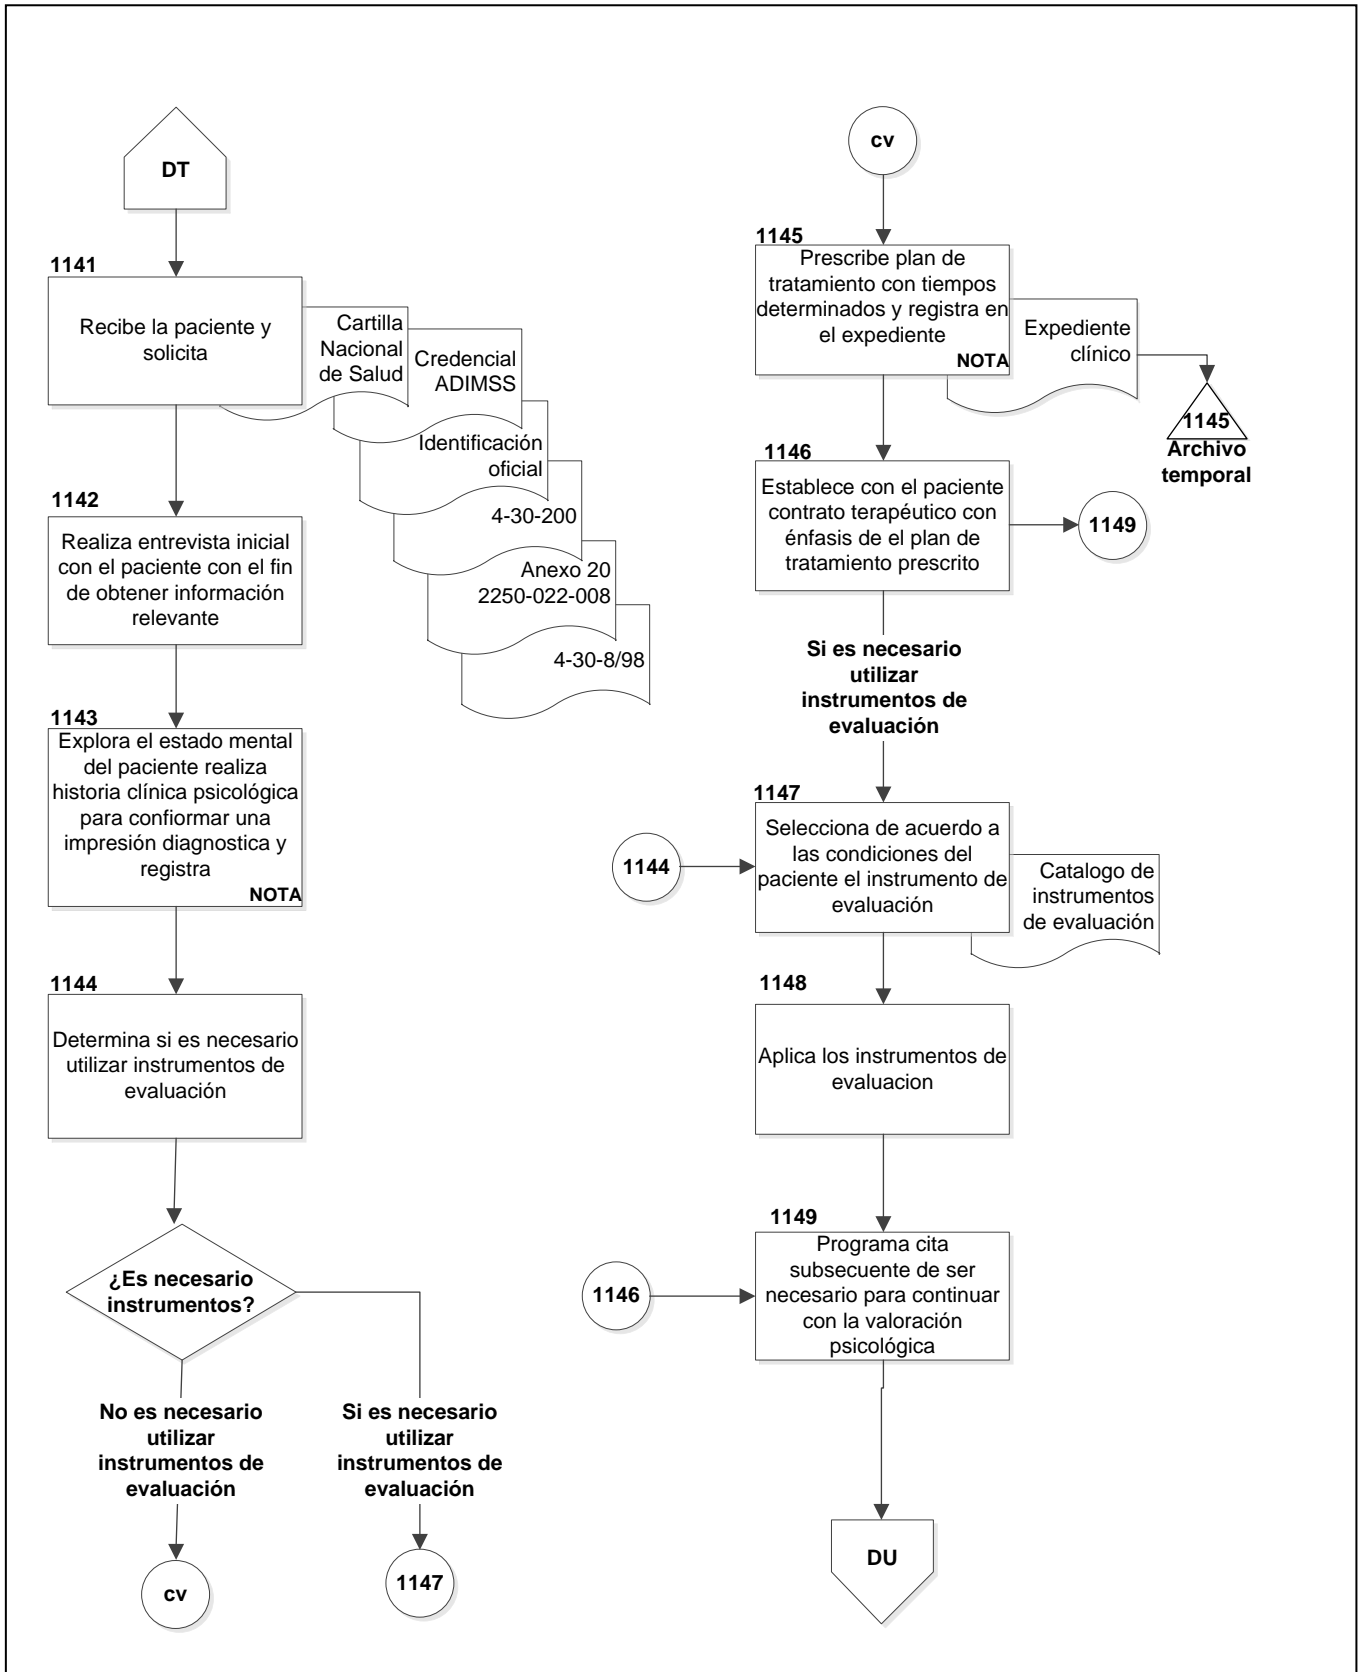 DT
1141
Recibe la paciente y
solicita
Cartilla
Nacional
de Salud
Credencial
ADIMSS
Identificación
oficial
4-30-200
Anexo 20
2250-022-008
4-30-8/98
1142
Realiza entrevista inicial
con el paciente con el fin
de obtener información
relevante
1143
Explora el estado mental
del paciente realiza
historia clínica psicológica
para confiormar una
impresión diagnostica y
registra
NOTA
1144
Determina si es necesario
utilizar instrumentos de
evaluación
¿Es necesario
instrumentos?
No es necesario
utilizar
instrumentos de
evaluación
Si es necesario
utilizar
instrumentos de
evaluación
cv
1147
cv
1145
Prescribe plan de
tratamiento con tiempos
determinados y registra en
el expediente
NOTA
Expediente
clínico
1145
Archivo
temporal
1146
Establece con el paciente
contrato terapéutico con
énfasis de el plan de
tratamiento prescrito
1149
Si es necesario
utilizar
instrumentos de
evaluación
1147
Selecciona de acuerdo a
las condiciones del
paciente el instrumento de
evaluación
1144
Catalogo de
instrumentos
de evaluación
1148
Aplica los instrumentos de
evaluacion
1149
Programa cita
subsecuente de ser
necesario para continuar
con la valoración
psicológica
1146
DU